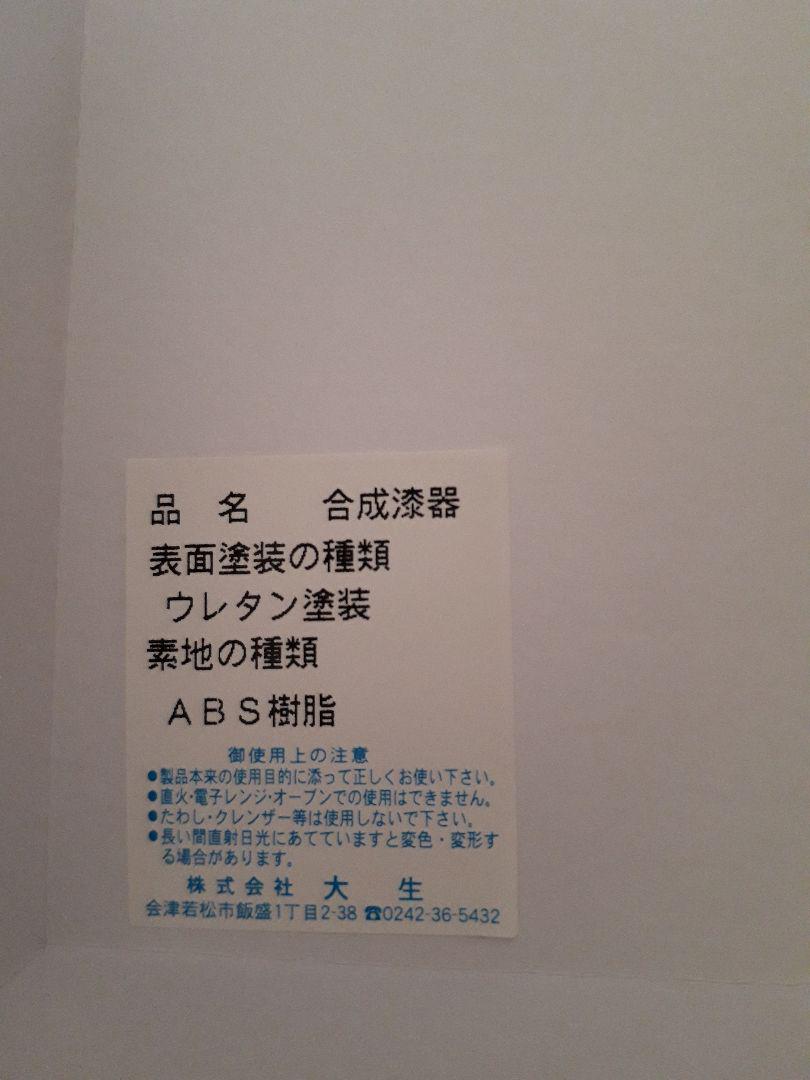 品 名 合成漆器
表面塗装の種類
ウレタン塗装
素地の種類
ABS樹脂
御使用上の注意
●製品本来の使用目的に添って正しくお使い下さい。
●直火・電子レンジ・オーブンでの使用はできません。
●たわし・クレンザー等は使用しないで下さい。
●長い間直射日光にあてていますと変色・変形す
る場合があります。
株式会社 大 生
会津若松市飯盛1丁目2-38 ☎0242-36-5432